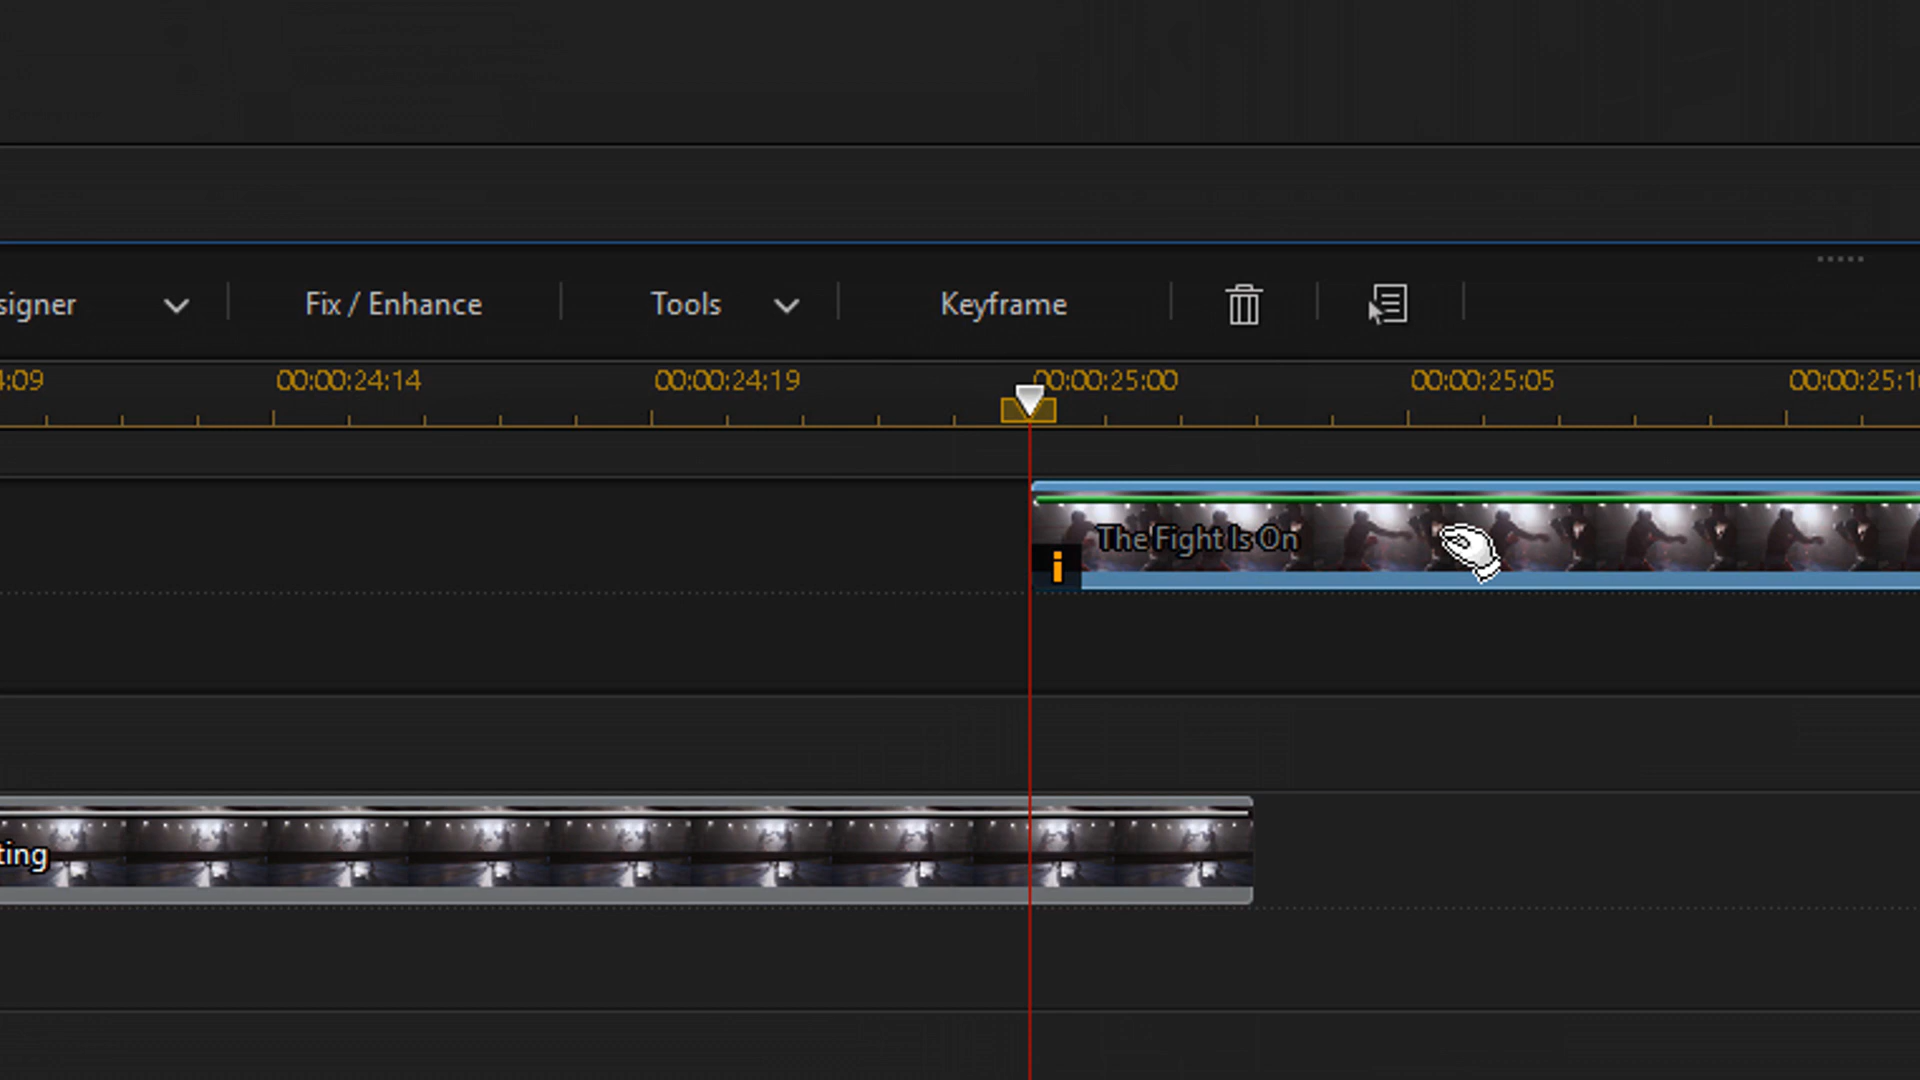 signer Fix / Enhance Tools Keyframe
4:09 00:00:24:14 00:00:24:19 00:00:25:00 00:00:25:05 00:00:25:1
The Fight Is On
i
ting